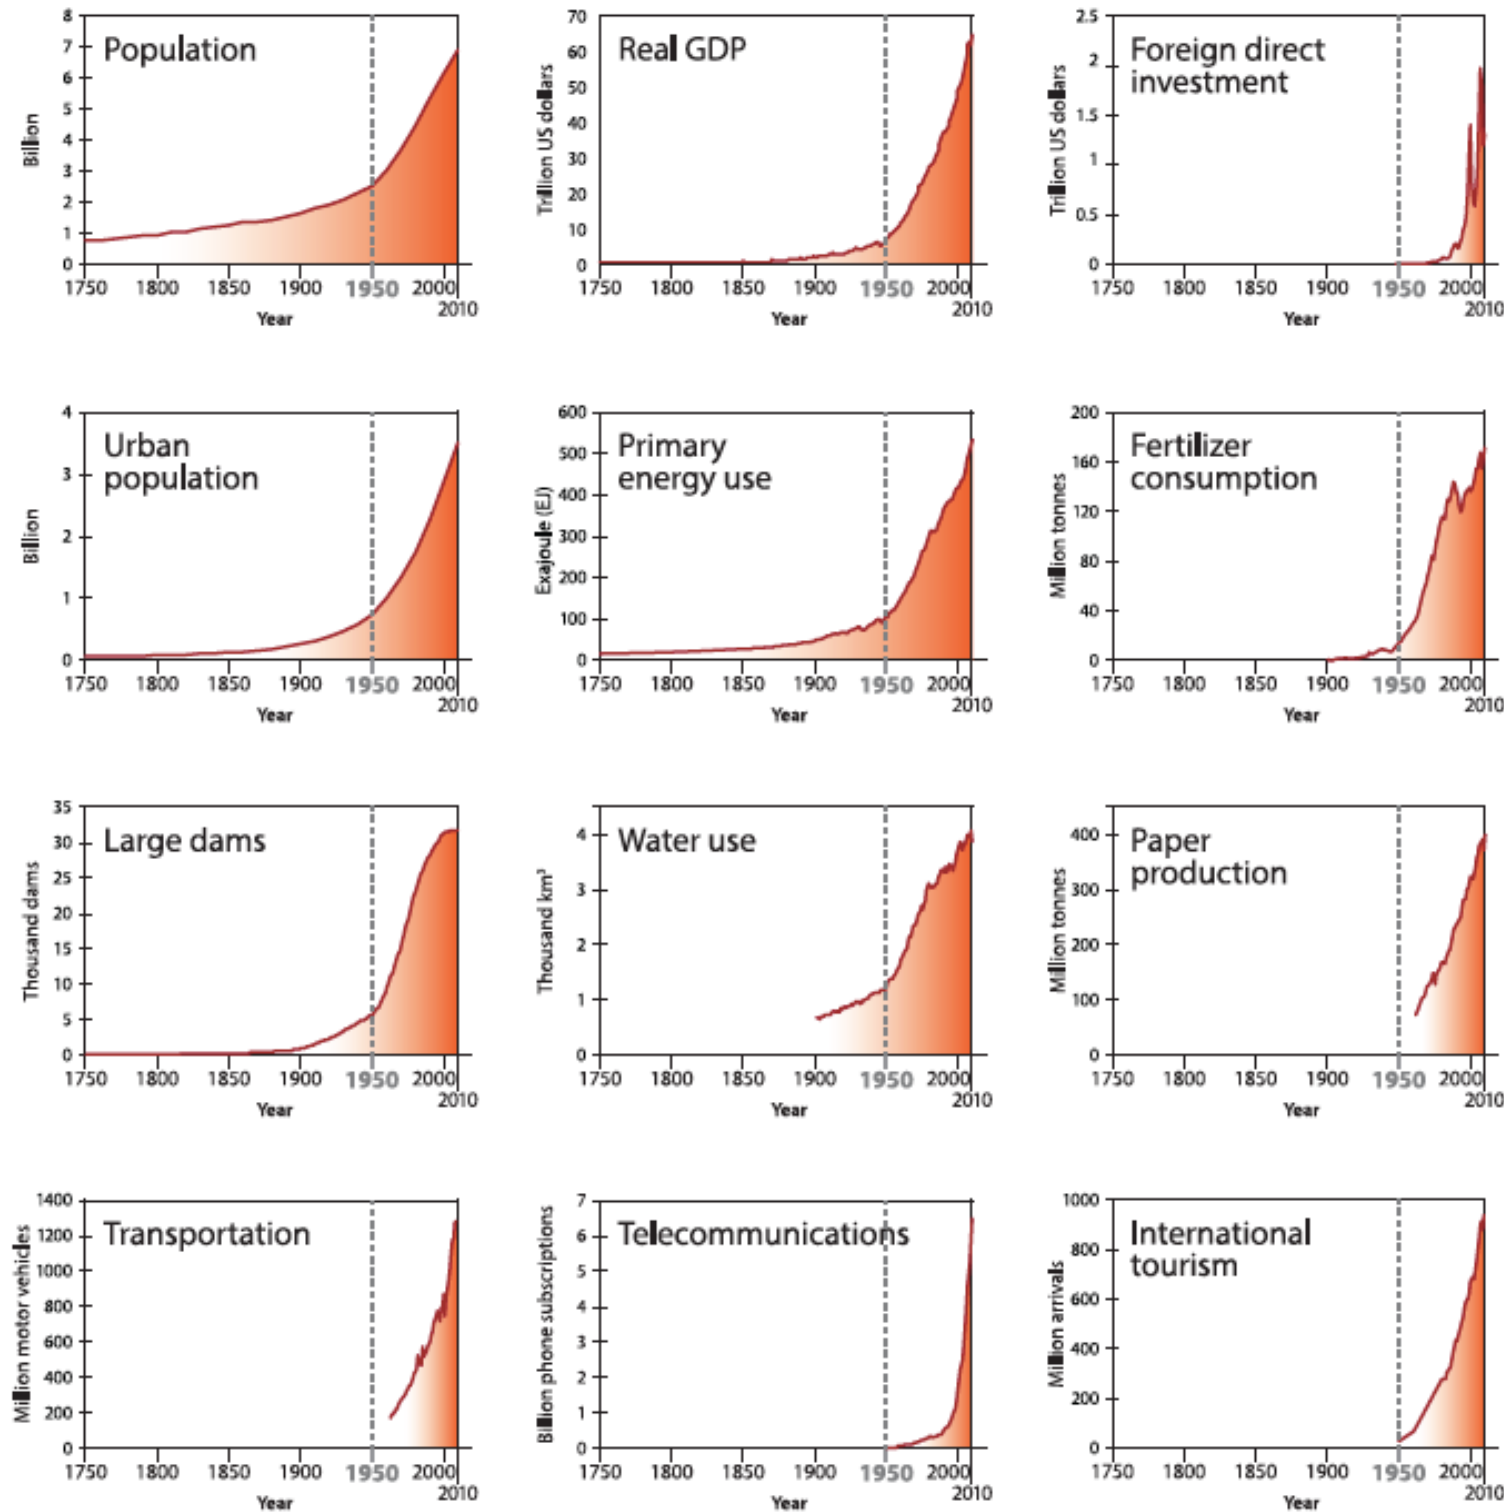 Population
Billion
8
7
6
5
4
3
2
1
0
1750 1800 1850 1900 1950 2000
2010
Year
Real GDP
Trillion US dollars
70
60
50
40
30
20
10
0
1750 1800 1850 1900 1950 2000
2010
Year
Foreign direct
investment
Trillion US dollars
2.5
2
1.5
1
0.5
0
1750 1800 1850 1900 1950 2000
2010
Year
Urban
population
Billion
4
3
2
1
0
1750 1800 1850 1900 1950 2000
2010
Year
Primary
energy use
Exajoule (EJ)
600
500
400
300
200
100
0
1750 1800 1850 1900 1950 2000
2010
Year
Fertilizer
consumption
Million tonnes
200
160
120
80
40
0
1750 1800 1850 1900 1950 2000
2010
Year
Large dams
Thousand dams
35
30
25
20
15
10
5
0
1750 1800 1850 1900 1950 2000
2010
Year
Water use
Thousand km³
4
3
2
1
0
1750 1800 1850 1900 1950 2000
2010
Year
Paper
production
Million tonnes
400
300
200
100
0
1750 1800 1850 1900 1950 2000
2010
Year
Transportation
Million motor vehicles
1400
1200
1000
800
600
400
200
0
1750 1800 1850 1900 1950 2000
2010
Year
Telecommunications
Billion phone subscriptions
7
6
5
4
3
2
1
0
1750 1800 1850 1900 1950 2000
2010
Year
International
tourism
Million arrivals
1000
800
600
400
200
0
1750 1800 1850 1900 1950 2000
2010
Year